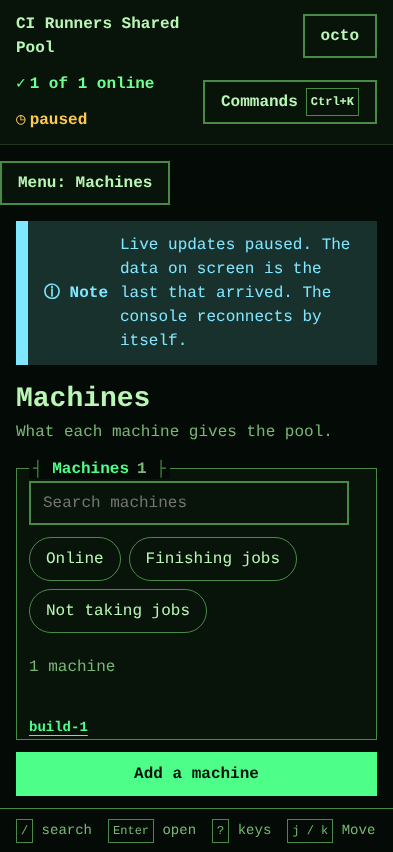 CI Runners Shared
Pool
octo
✓ 1 of 1 online
◷ paused
Commands Ctrl+K
Menu: Machines
ⓘ Note
Live updates paused. The
data on screen is the
last that arrived. The
console reconnects by
itself.
Machines
What each machine gives the pool.
Machines 1
Search machines
Online
Finishing jobs
Not taking jobs
1 machine
build-1
Add a machine
/ search Enter open ? keys j / k Move